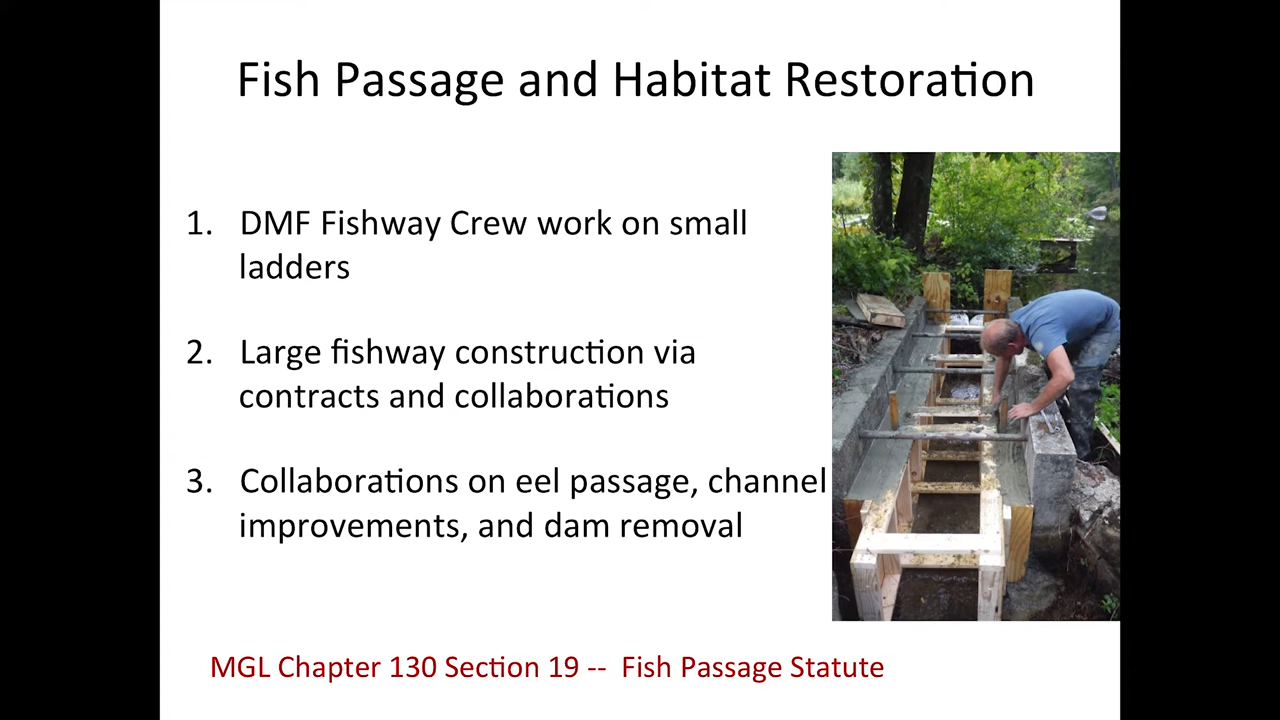 Fish Passage and Habitat Restoration
1. DMF Fishway Crew work on small
ladders
2. Large fishway construction via
contracts and collaborations
3. Collaborations on eel passage, channel
improvements, and dam removal
MGL Chapter 130 Section 19 -- Fish Passage Statute